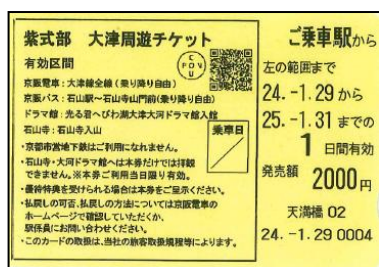 紫式部 大津周遊チケット
有効区間
京阪電車：大津線全線（乗り降り自由）
京阪バス：石山駅～石山寺山門前（乗り降り自由）
ドラマ館：光る君へびわ湖大津大河ドラマ館入館
石山寺：石山寺入山
・京都市営地下鉄はご利用になれません。
・石山寺・大河ドラマ館へは本券だけでは拝観
できません。※本券ご利用当日限り有効。
・優待特典を受けられる場合は本券をご呈示ください。
・払戻しの可否、払戻しの方法については京阪電車の
ホームページで確認していただくか、
駅係員にお問い合わせください。
・このカードの取扱は、当社の旅客取扱規程等によります。
乗車日
／
ご乗車駅から
左の範囲まで
24. -1.29 から
25. -1.31 までの
1 日間有効
発売額 2000円
天満橋 02
24. -1.29 0004